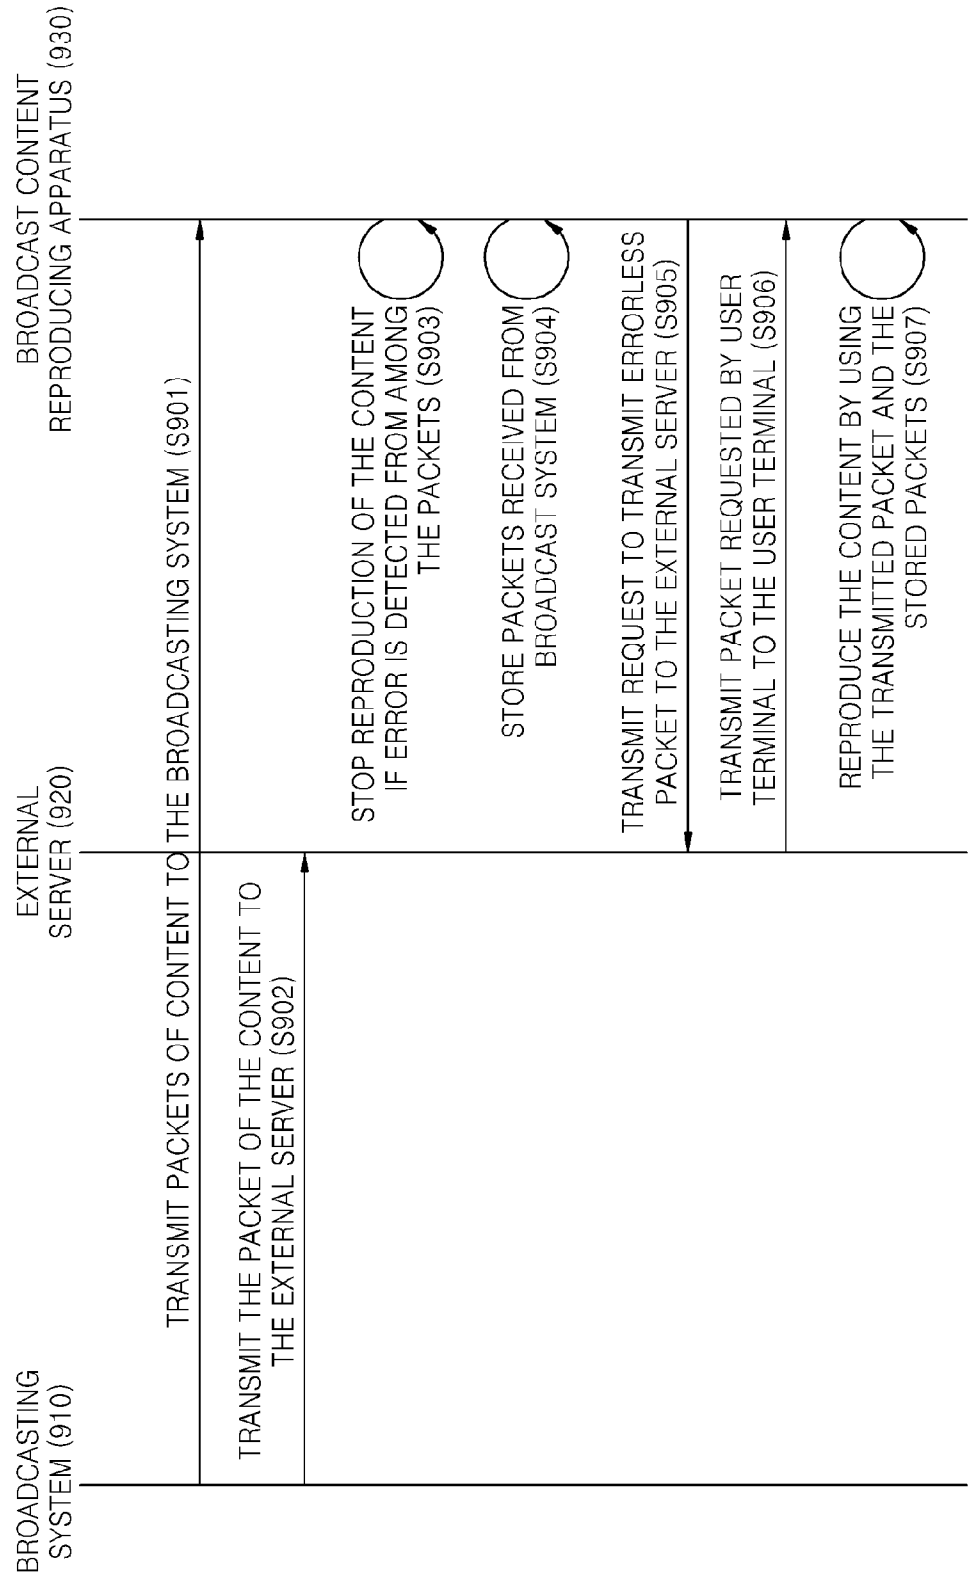 BROADCASTING
SYSTEM (910)
EXTERNAL
SERVER (920)
BROADCAST CONTENT
REPRODUCING APPARATUS (930)
TRANSMIT PACKETS OF CONTENT TO THE BROADCASTING SYSTEM (S901)
TRANSMIT THE PACKET OF THE CONTENT TO
THE EXTERNAL SERVER (S902)
STOP REPRODUCTION OF THE CONTENT
IF ERROR IS DETECTED FROM AMONG
THE PACKETS (S903)
STORE PACKETS RECEIVED FROM
BROADCAST SYSTEM (S904)
TRANSMIT REQUEST TO TRANSMIT ERRORLESS
PACKET TO THE EXTERNAL SERVER (S905)
TRANSMIT PACKET REQUESTED BY USER
TERMINAL TO THE USER TERMINAL (S906)
REPRODUCE THE CONTENT BY USING
THE TRANSMITTED PACKET AND THE
STORED PACKETS (S907)